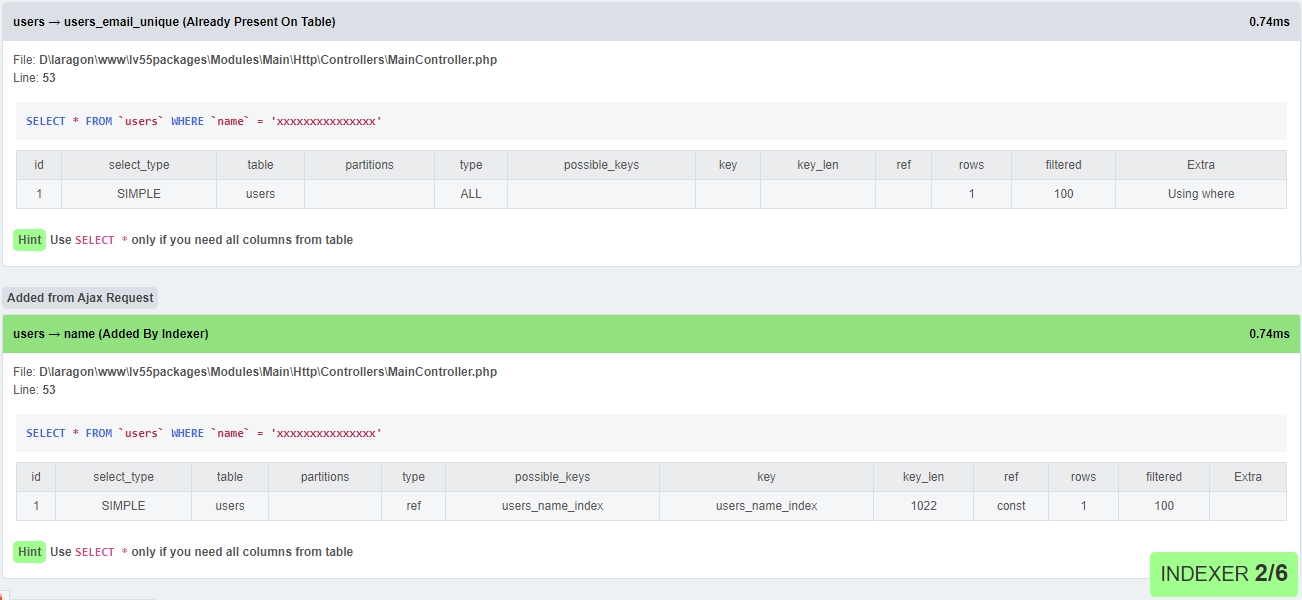 users → users_email_unique (Already Present On Table) 0.74ms
File: D\laragon\www\lv55packages\Modules\Main\Http\Controllers\MainController.php
Line: 53
SELECT * FROM `users` WHERE `name` = 'xxxxxxxxxxxxxxx'
id select_type table partitions type possible_keys key key_len ref rows filtered Extra
1 SIMPLE users ALL 1 100 Using where
Hint Use SELECT * only if you need all columns from table
Added from Ajax Request
users → name (Added By Indexer) 0.74ms
File: D\laragon\www\lv55packages\Modules\Main\Http\Controllers\MainController.php
Line: 53
SELECT * FROM `users` WHERE `name` = 'xxxxxxxxxxxxxxx'
id select_type table partitions type possible_keys key key_len ref rows filtered Extra
1 SIMPLE users ref users_name_index users_name_index 1022 const 1 100
Hint Use SELECT * only if you need all columns from table
INDEXER 2/6